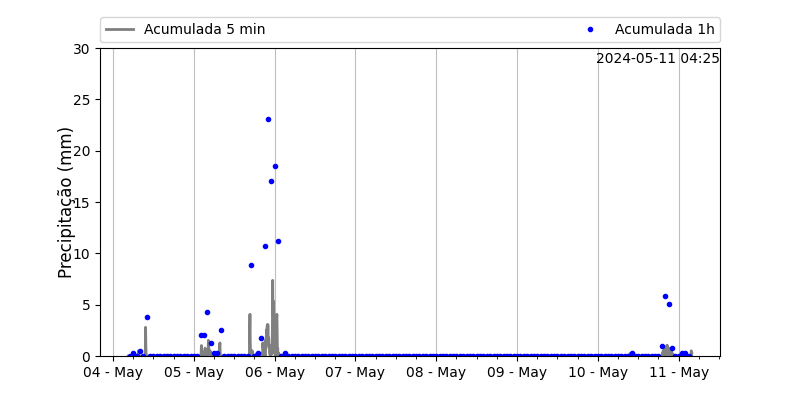 Acumulada 5 min
Acumulada 1h
2024-05-11 04:25
Precipitação (mm)
30
25
20
15
10
5
0
04 - May 05 - May 06 - May 07 - May 08 - May 09 - May 10 - May 11 - May